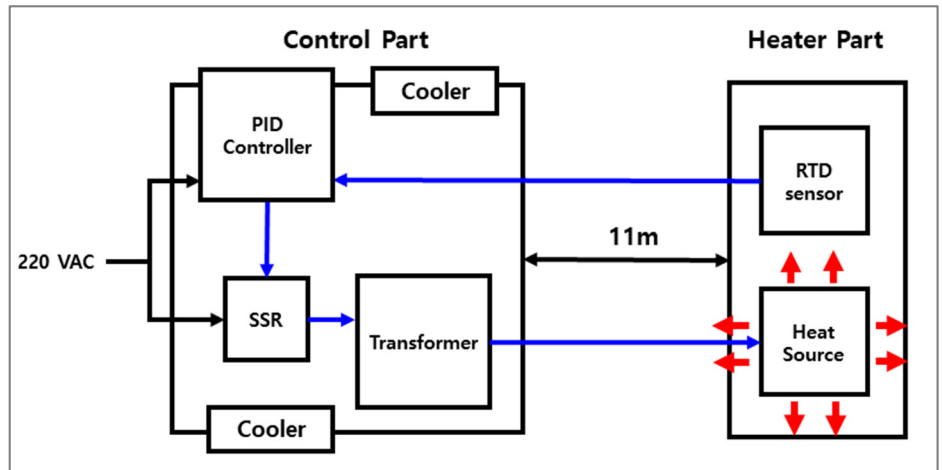 Control Part
Heater Part
Cooler
PID
Controller
RTD
sensor
11m
220 VAC
SSR
Transformer
Heat
Source
Cooler